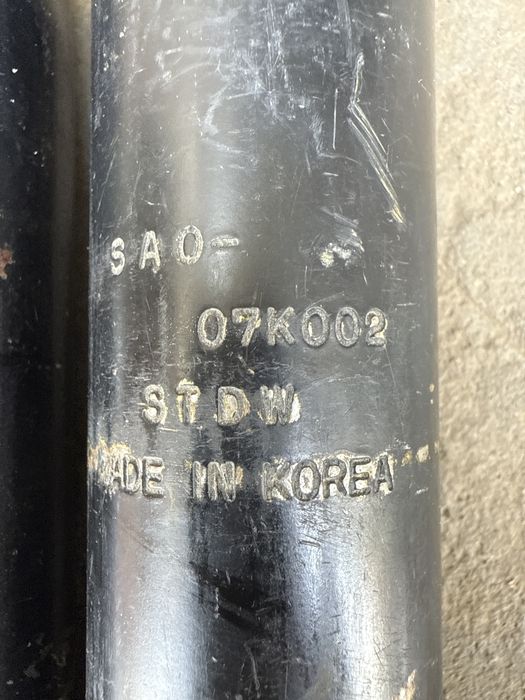 SAO-
07K002
STDW
MADE IN KOREA